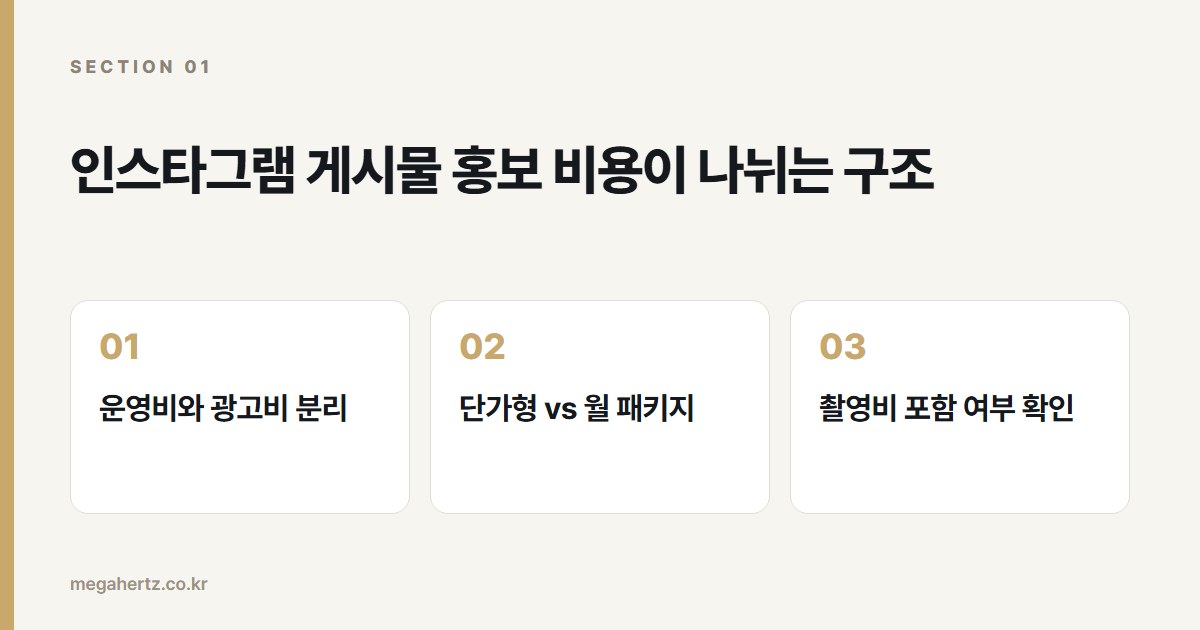 SECTION 01
인스타그램 게시물 홍보 비용이 나뉘는 구조
01
운영비와 광고비 분리
02
단가형 vs 월 패키지
03
촬영비 포함 여부 확인
megahertz.co.kr